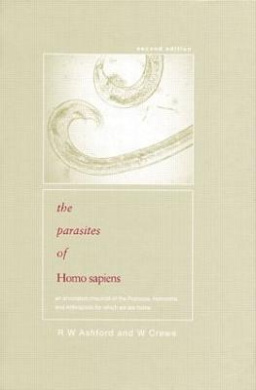 second edition
the
parasites
of
Homo sapiens
an annotated checklist of the Protozoa, Helminths
and Arthropods for which we are home
R W Ashford and W Crewe